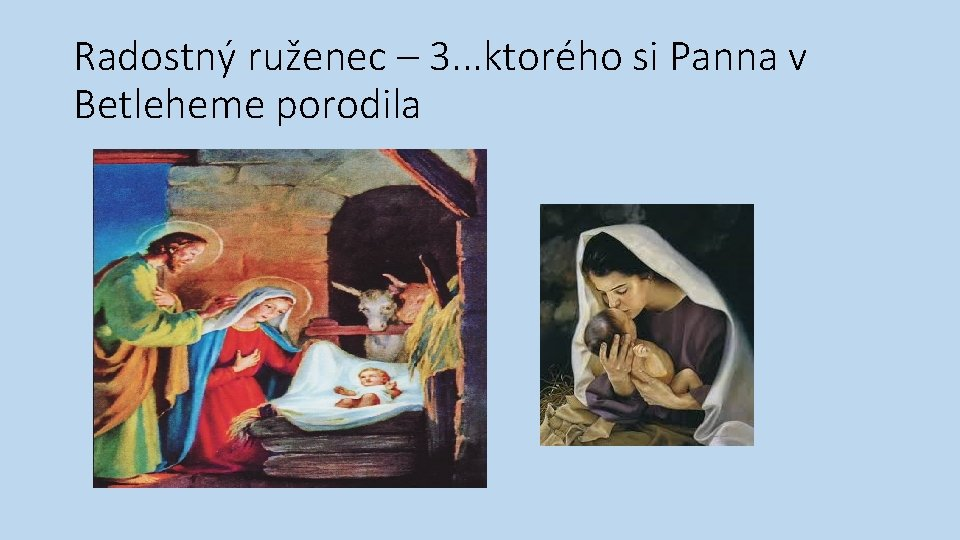 Radostný ruženec – 3...ktorého si Panna v
Betleheme porodila